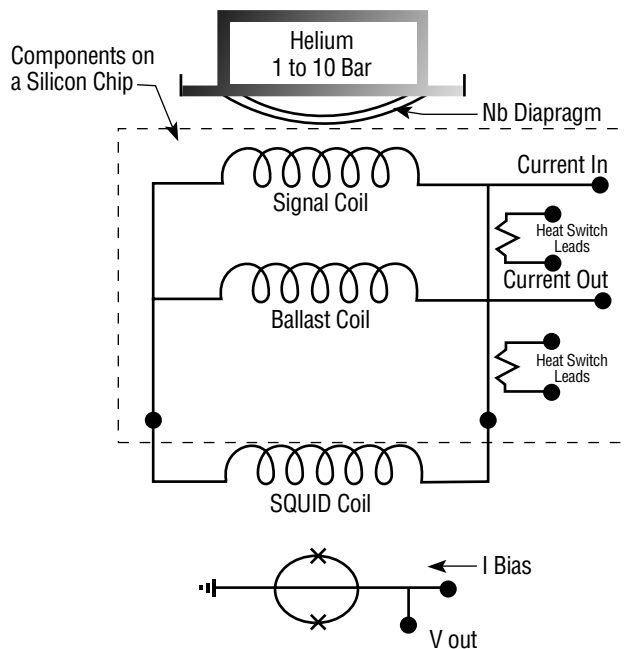 Helium
1 to 10 Bar
Components on
a Silicon Chip
Nb Diapragm
Current In
Signal Coil
Heat Switch
Leads
Current Out
Ballast Coil
Heat Switch
Leads
SQUID Coil
I Bias
V out